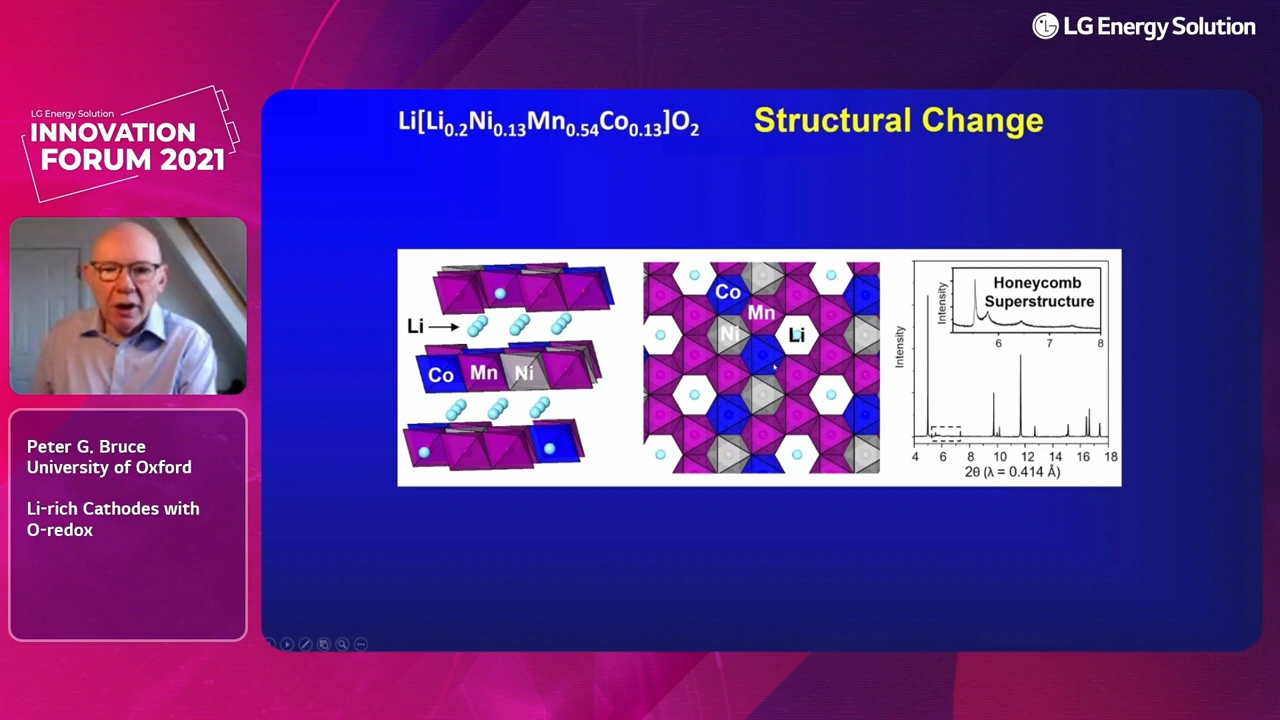 LG Energy Solution
LG Energy Solution
INNOVATION
FORUM 2021
Li[Li0.2Ni0.13Mn0.54Co0.13]O2
Structural Change
Peter G. Bruce
University of Oxford
Li-rich Cathodes with
O-redox
Li
Co Mn Ni
Co
Mn
Ni
Li
Intensity
Intensity
Honeycomb
Superstructure
6 7 8
4 6 8 10 12 14 16 18
2θ (λ = 0.414 Å)